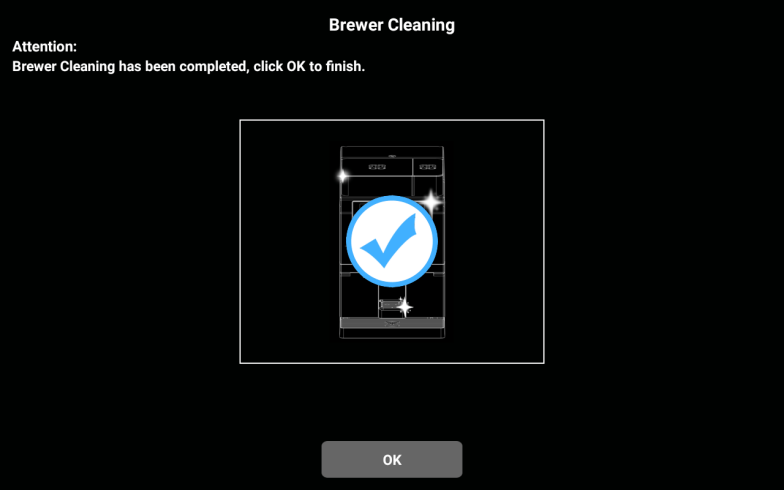 Brewer Cleaning
Attention:
Brewer Cleaning has been completed, click OK to finish.
OK